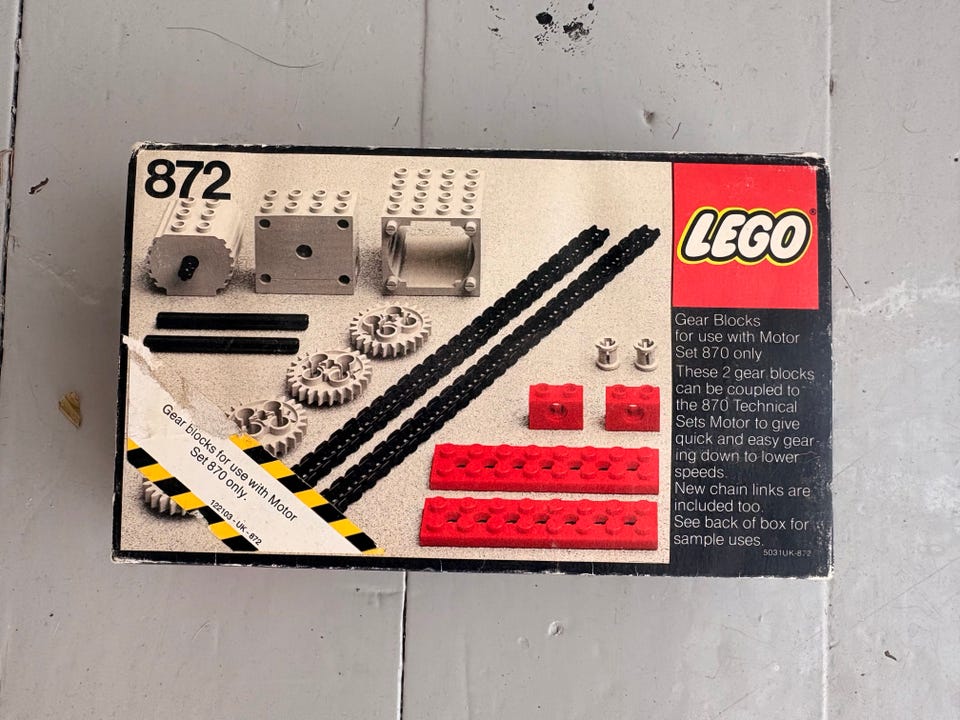 872
LEGO®
Gear Blocks
for use with Motor
Set 870 only
These 2 gear blocks
can be coupled to
the 870 Technical
Sets Motor to give
quick and easy gear-
ing down to lower
speeds.
New chain links are
included too.
See back of box for
sample uses.
5031UK-872
Gear blocks for use with Motor
Set 870 only.
122103-UK-872